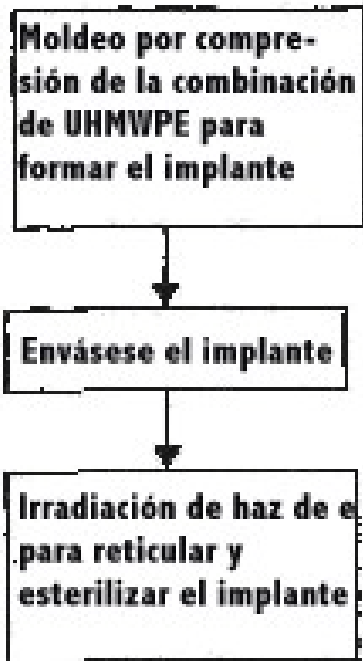 Moldeo por compre-
sión de la combinación
de UHMWPE para
formar el implante
Envásese el implante
Irradiación de haz de e
para reticular y
esterilizar el implante